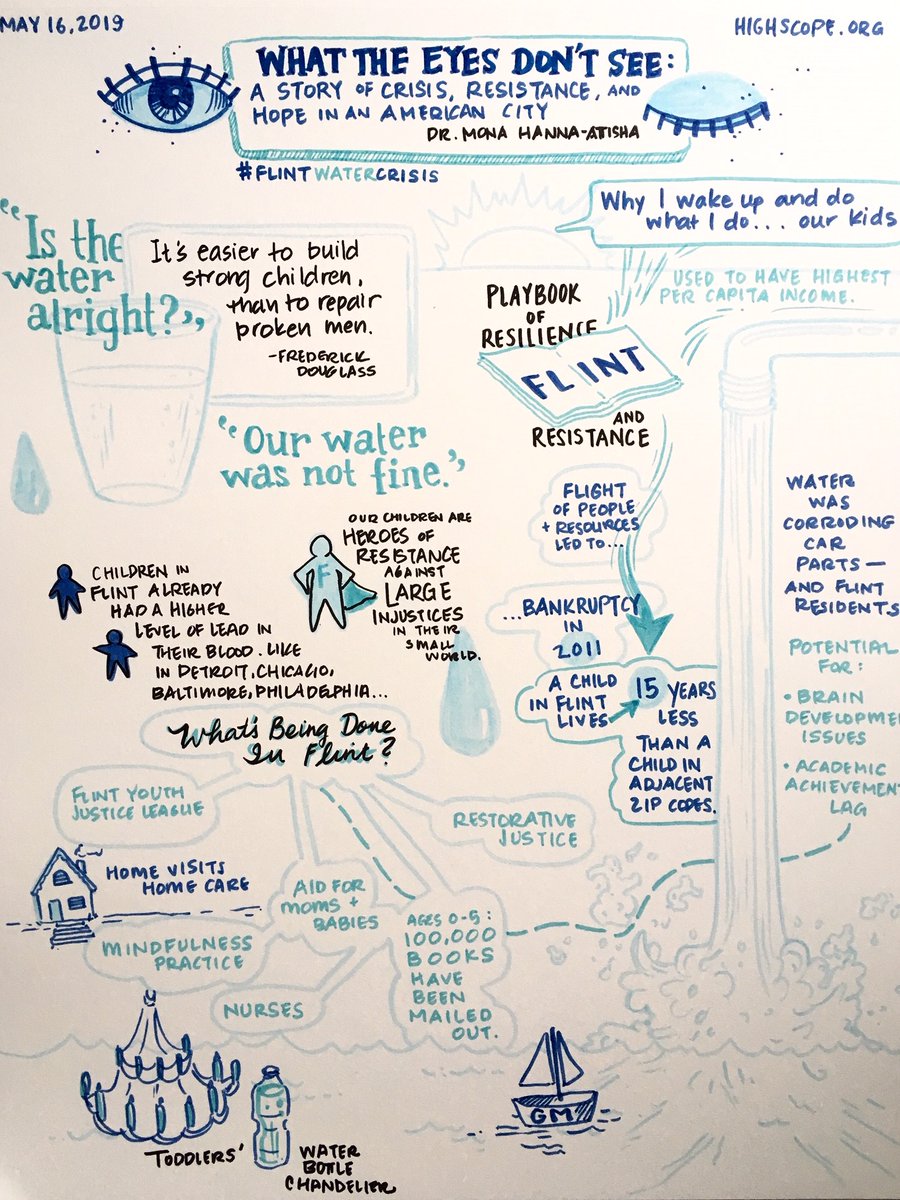 MAY 16, 2019
HIGHSCOPE.ORG
WHAT THE EYES DON'T SEE:
A STORY OF CRISIS, RESISTANCE, AND
HOPE IN AN AMERICAN CITY
DR. MONA HANNA-ATISHA
#FLINTWATERCRISIS
Why I wake up and do
what I do... our kids
"Is the
water
alright?"
It's easier to build
strong children,
than to repair
broken men.
-FREDERICK
DOUGLASS
USED TO HAVE HIGHEST
PER CAPITA INCOME.
PLAYBOOK
OF
RESILIENCE
FLINT
AND
RESISTANCE
"Our water
was not fine."
FLIGHT
OF PEOPLE
+ RESOURCES
LED TO...
...BANKRUPTCY
IN
2011
A CHILD
IN FLINT
LIVES
15 YEARS
LESS
THAN A
CHILD IN
ADJACENT
ZIP CODES.
WATER
WAS
CORRODING
CAR
PARTS—
AND FLINT
RESIDENTS
POTENTIAL
FOR:
• BRAIN
DEVELOPME
ISSUES
• ACADEMIC
ACHIEVEMENT
LAG
OUR CHILDREN ARE
HEROES OF
RESISTANCE
AGAINST
LARGE
INJUSTICES
IN THEIR
SMALL
WORLD.
F
CHILDREN IN
FLINT ALREADY
HAD A HIGHER
LEVEL OF LEAD IN
THEIR BLOOD. LIKE
IN DETROIT, CHICAGO,
BALTIMORE, PHILADELPHIA...
What's Being Done
In Flint?
FLINT YOUTH
JUSTICE LEAGUE
RESTORATIVE
JUSTICE
HOME VISITS
HOME CARE
AID FOR
MOMS +
BABIES
MINDFULNESS
PRACTICE
NURSES
AGES 0-5:
100,000
BOOKS
HAVE
BEEN
MAILED
OUT.
GM
TODDLERS'
WATER
BOTTLE
CHANDELIER